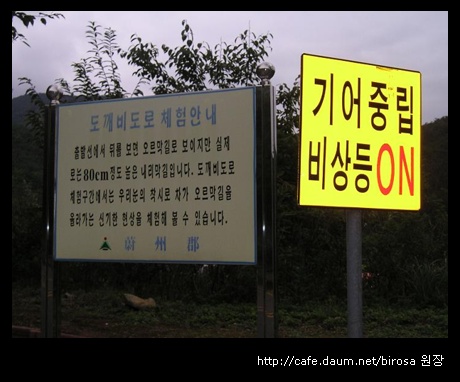 도깨비도로 체험안내
출발선에서 뒤를 보면 오르막길로 보이지만 실제
로는 80cm정도 높은 내리막길입니다. 도깨비도로
체험구간에서는 우리눈의 착시로 차가 오르막길을
올라가는 신기한 현상을 체험해 볼 수 있습니다.
蔚州郡
기어중립
비상등ON
http://cafe.daum.net/birosa 원장